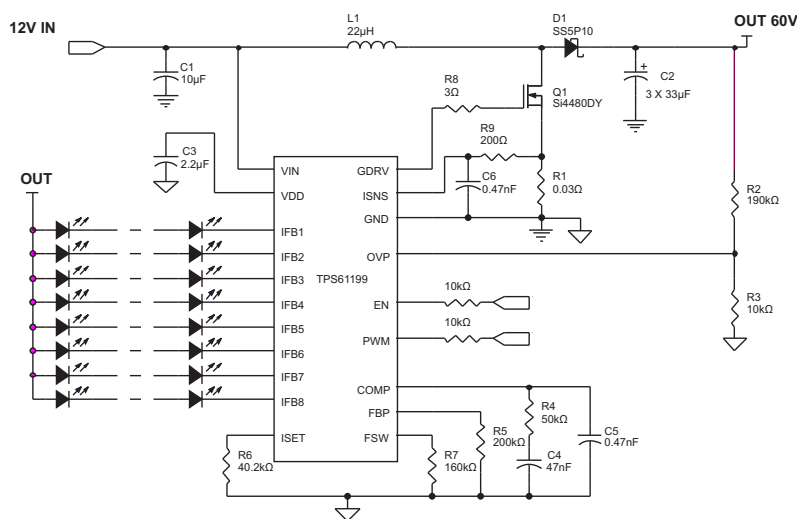 12V IN
L1
22µH
D1
SS5P10
OUT 60V
C1
10µF
R8
3Ω
Q1
Si4480DY
+
C2
3 X 33µF
R9
200Ω
C3
2.2µF
VIN
GDRV
C6
0.47nF
R1
0.03Ω
OUT
VDD
ISNS
R2
190kΩ
GND
IFB1
IFB2
OVP
IFB3
TPS61199
10kΩ
IFB4
EN
R3
10kΩ
IFB5
10kΩ
PWM
IFB6
IFB7
COMP
IFB8
FBP
R4
50kΩ
C5
0.47nF
ISET
FSW
R5
200kΩ
R6
40.2kΩ
R7
160kΩ
C4
47nF